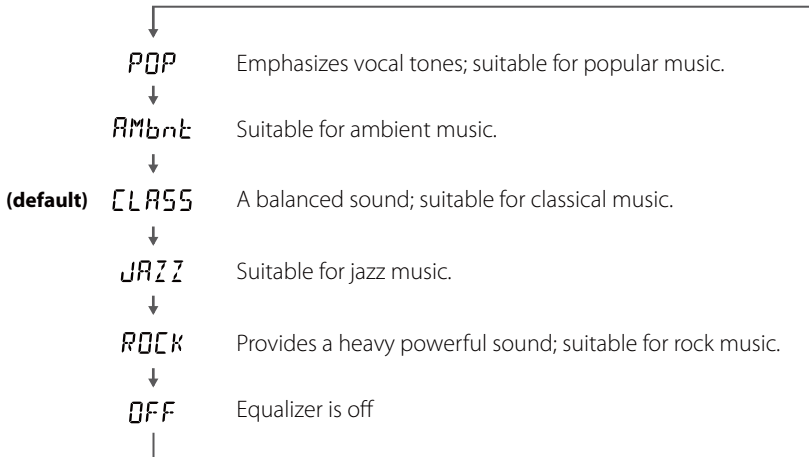 POP Emphasizes vocal tones; suitable for popular music.
AMbnt Suitable for ambient music.
(default) CLASS A balanced sound; suitable for classical music.
JAZZ Suitable for jazz music.
ROCK Provides a heavy powerful sound; suitable for rock music.
OFF Equalizer is off